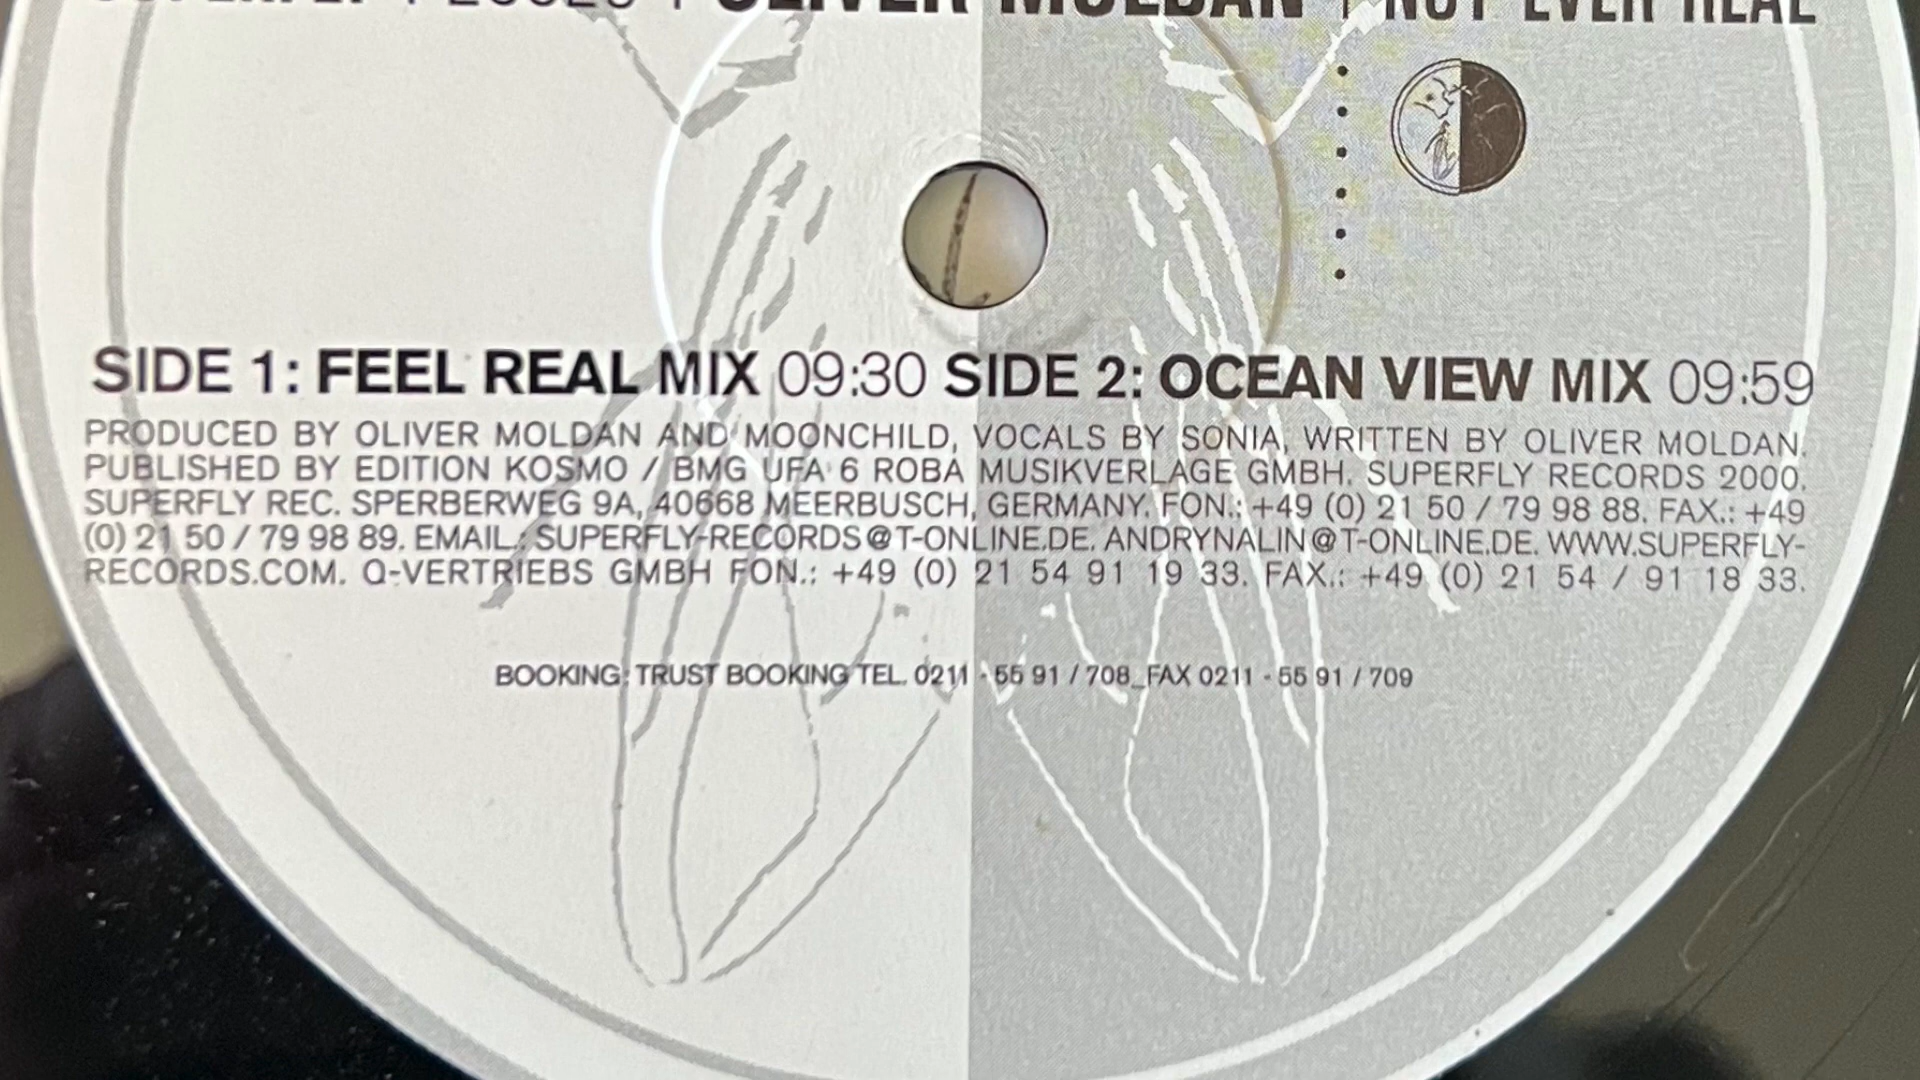 OLIVER MOLDAN | NOT EVER REAL
SIDE 1: FEEL REAL MIX 09:30 SIDE 2: OCEAN VIEW MIX 09:59
PRODUCED BY OLIVER MOLDAN AND MOONCHILD, VOCALS BY SONIA, WRITTEN BY OLIVER MOLDAN.
PUBLISHED BY EDITION KOSMO / BMG UFA 6 ROBA MUSIKVERLAGE GMBH. SUPERFLY RECORDS 2000.
SUPERFLY REC. SPERBERWEG 9A, 40668 MEERBUSCH, GERMANY. FON.: +49 (0) 21 50 / 79 98 88. FAX.: +49
(0) 21 50 / 79 98 89. EMAIL.: SUPERFLY-RECORDS@T-ONLINE.DE. ANDRYNALIN@T-ONLINE.DE. WWW.SUPERFLY-
RECORDS.COM. Q-VERTRIEBS GMBH FON.: +49 (0) 21 54 91 19 33. FAX.: +49 (0) 21 54 / 91 18 33.
BOOKING: TRUST BOOKING TEL. 0211 - 55 91 / 708_FAX 0211 - 55 91 / 709